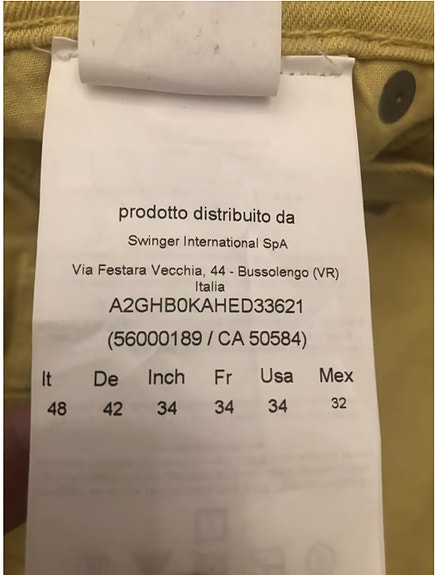 prodotto distribuito da
Swinger International SpA
Via Festara Vecchia, 44 - Bussolengo (VR)
Italia
A2GHB0KAHED33621
(56000189 / CA 50584)
It De Inch Fr Usa Mex
48 42 34 34 34 32